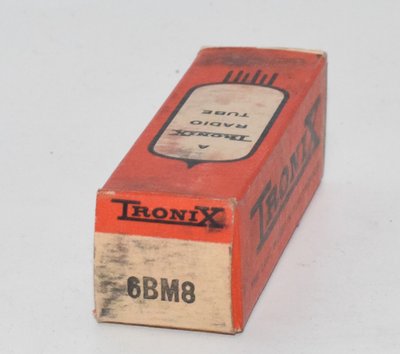 A
TRONIX
RADIO
TUBE
TRONIX
TRONIX
6BM8